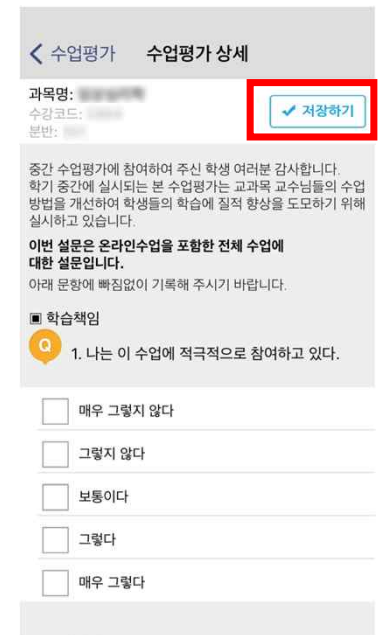 수업평가 수업평가 상세
과목명:
수강코드:
분반:
저장하기
중간 수업평가에 참여하여 주신 학생 여러분 감사합니다.
학기 중간에 실시되는 본 수업평가는 교과목 교수님들의 수업
방법을 개선하여 학생들의 학습에 질적 향상을 도모하기 위해
실시하고 있습니다.
이번 설문은 온라인수업을 포함한 전체 수업에
대한 설문입니다.
아래 문항에 빠짐없이 기록해 주시기 바랍니다.
▣ 학습책임
Q 1. 나는 이 수업에 적극적으로 참여하고 있다.
매우 그렇지 않다
그렇지 않다
보통이다
그렇다
매우 그렇다